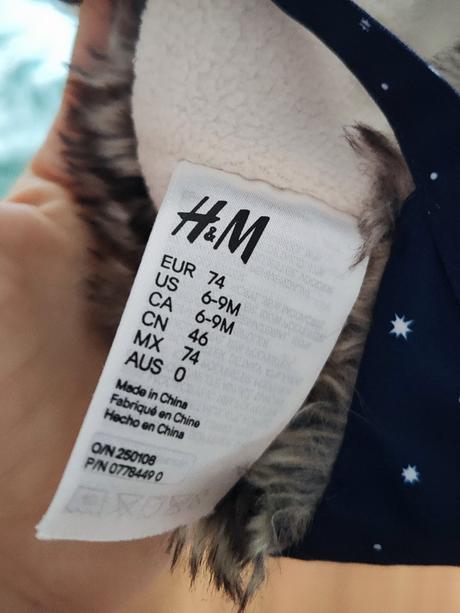 H&M
EUR 74
US 6-9M
CA 6-9M
CN 46
MX 74
AUS 0
Made in China
Fabriqué en Chine
Hecho en China
O/N 250108
P/N 0778449 0